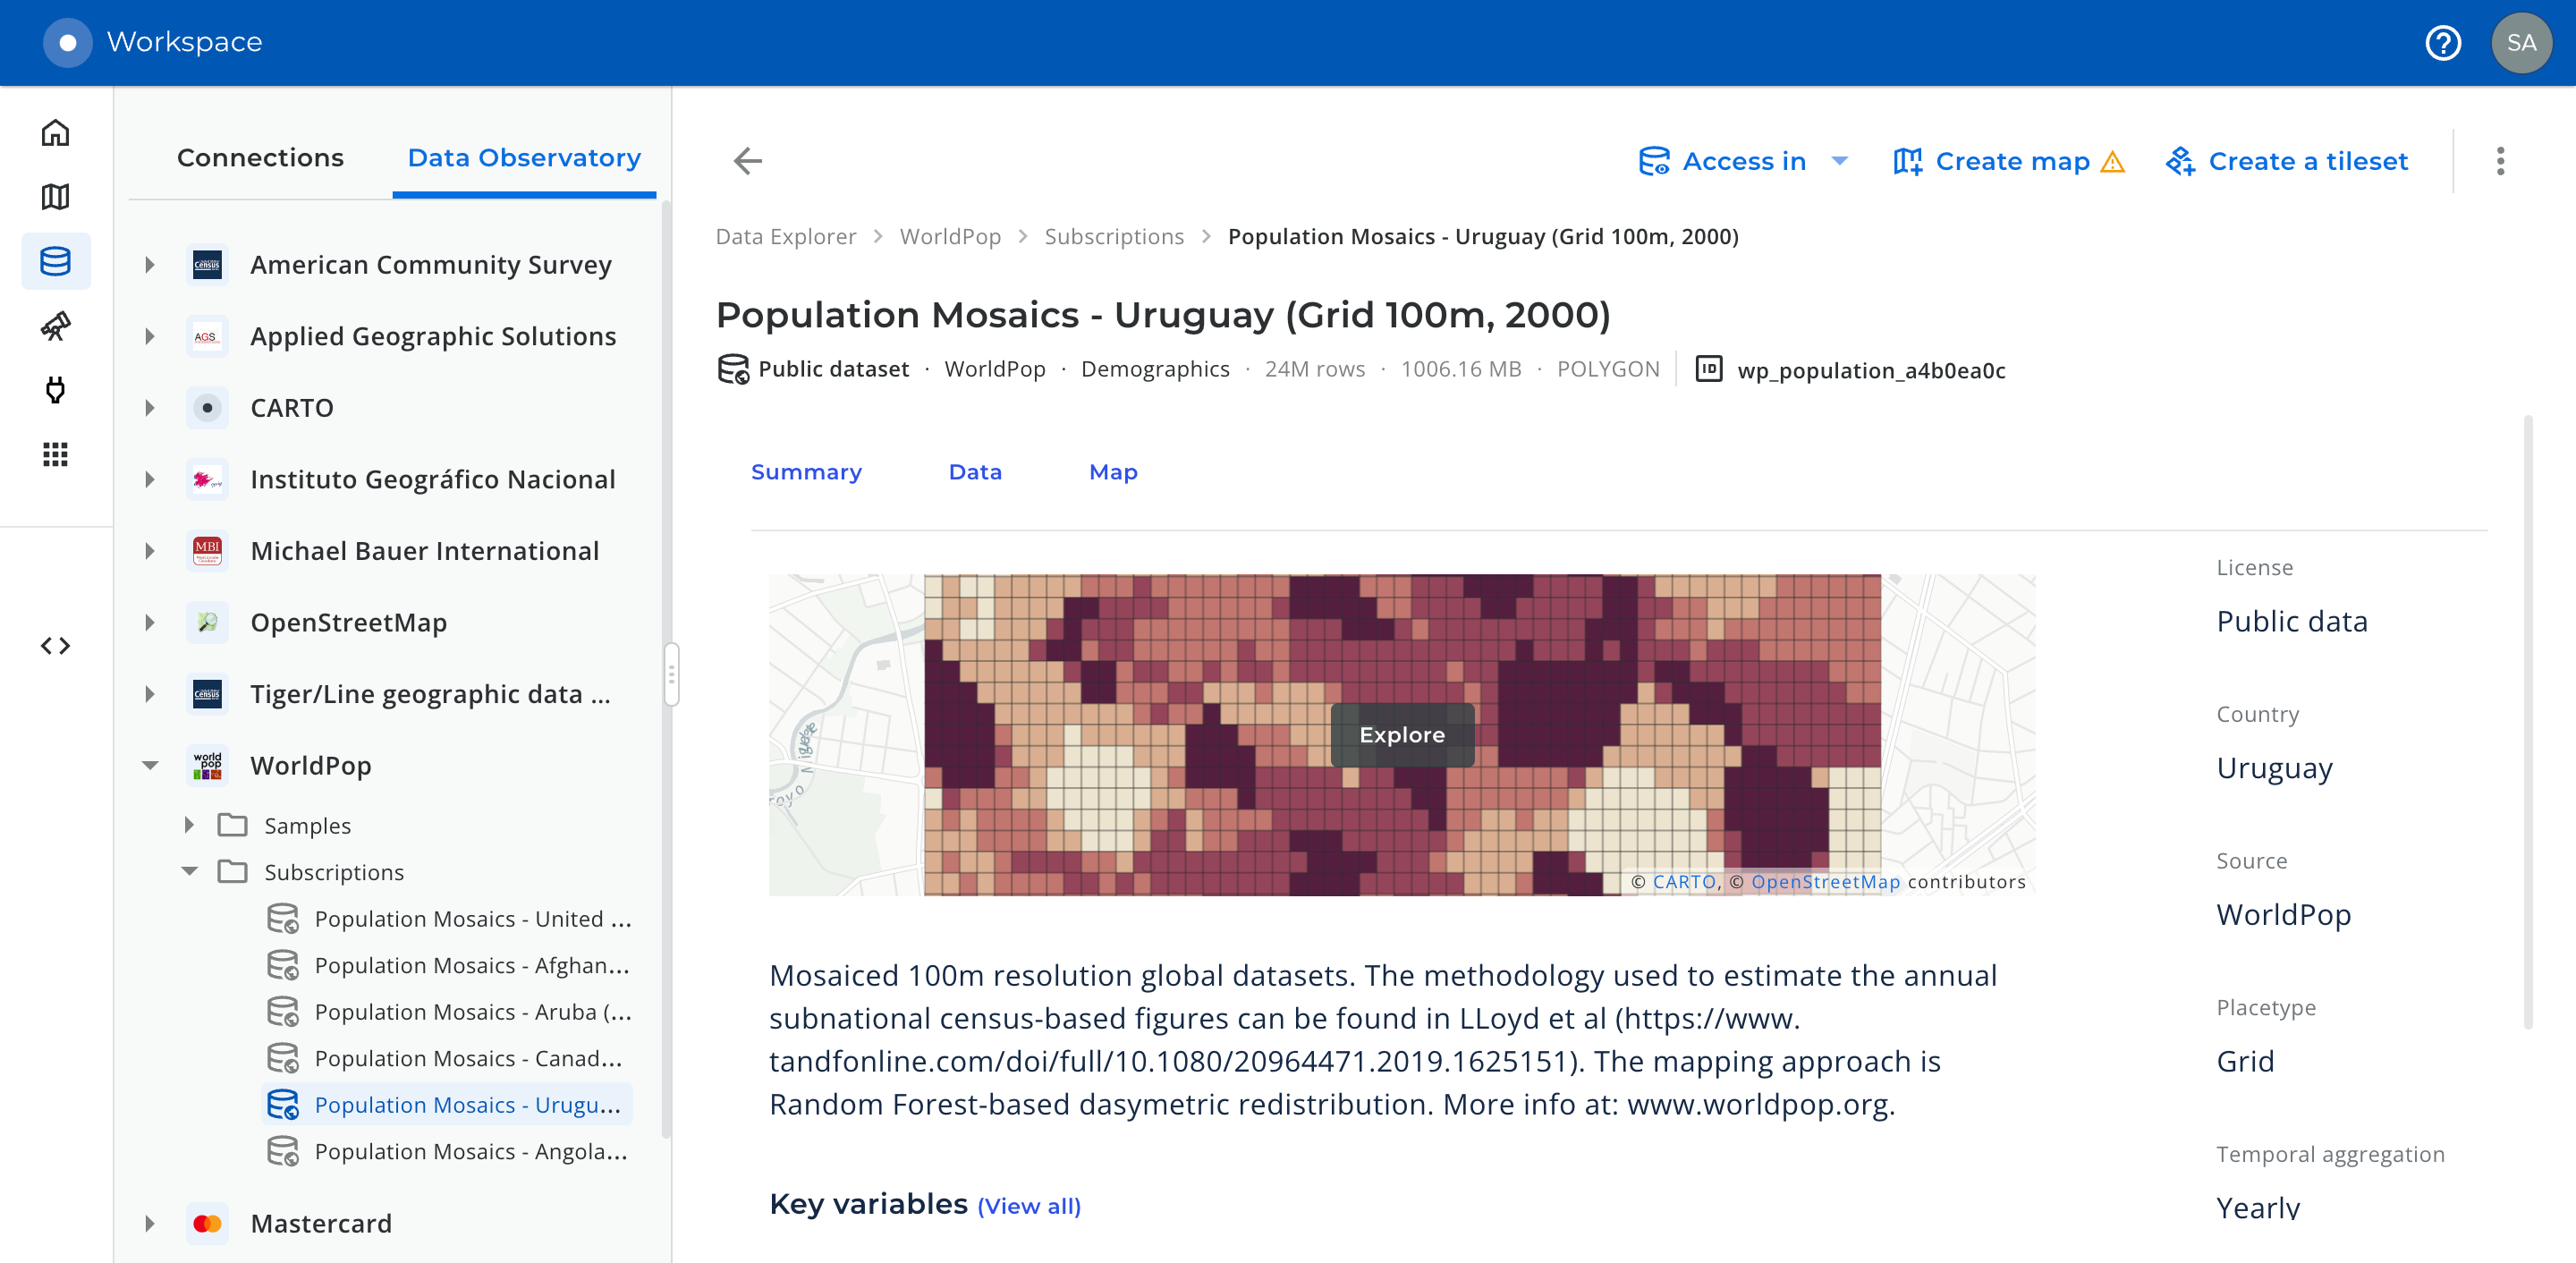 Workspace
SA
Connections
Data Observatory
American Community Survey
AGS
Applied Geographic Solutions
CARTO
Instituto Geográfico Nacional
MBI
Michael Bauer International
OpenStreetMap
Tiger/Line geographic data ...
world
pop
WorldPop
Samples
Subscriptions
Population Mosaics - United ...
Population Mosaics - Afghan...
Population Mosaics - Aruba (...
Population Mosaics - Canad...
Population Mosaics - Urugu...
Population Mosaics - Angola...
Mastercard
Access in
Create map
Create a tileset
Data Explorer > WorldPop > Subscriptions > Population Mosaics - Uruguay (Grid 100m, 2000)
Population Mosaics - Uruguay (Grid 100m, 2000)
Public dataset · WorldPop · Demographics · 24M rows · 1006.16 MB · POLYGON
ID wp_population_a4b0ea0c
Summary
Data
Map
Explore
© CARTO, © OpenStreetMap contributors
Mosaiced 100m resolution global datasets. The methodology used to estimate the annual
subnational census-based figures can be found in LLoyd et al (https://www.
tandfonline.com/doi/full/10.1080/20964471.2019.1625151). The mapping approach is
Random Forest-based dasymetric redistribution. More info at: www.worldpop.org.
Key variables (View all)
License
Public data
Country
Uruguay
Source
WorldPop
Placetype
Grid
Temporal aggregation
Yearly